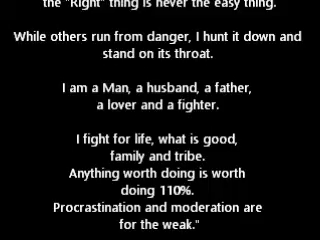 the "Right" thing is never the easy thing.
While others run from danger, I hunt it down and
stand on its throat.
I am a Man, a husband, a father,
a lover and a fighter.
I fight for life, what is good,
family and tribe.
Anything worth doing is worth
doing 110%.
Procrastination and moderation are
for the weak."